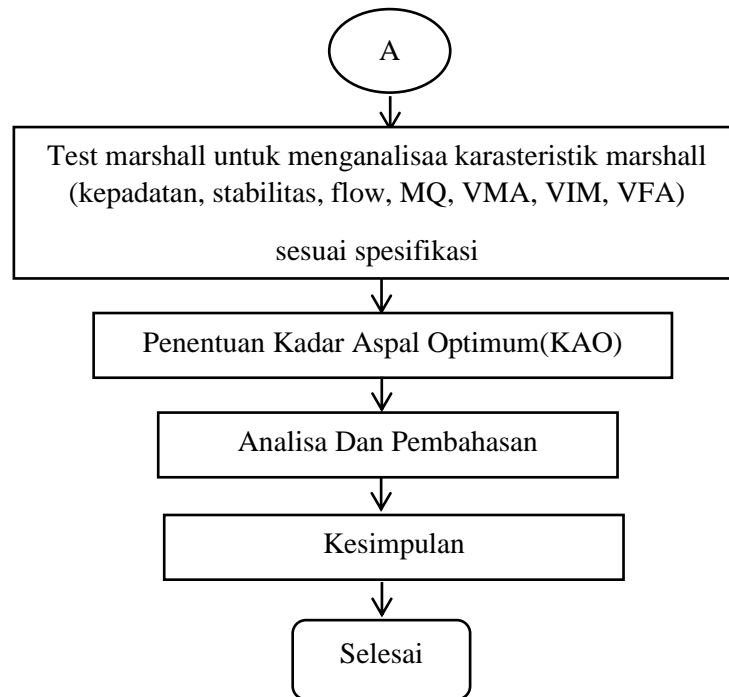 A
Test marshall untuk menganalisaa karasteristik marshall
(kepadatan, stabilitas, flow, MQ, VMA, VIM, VFA)
sesuai spesifikasi
Penentuan Kadar Aspal Optimum(KAO)
Analisa Dan Pembahasan
Kesimpulan
Selesai